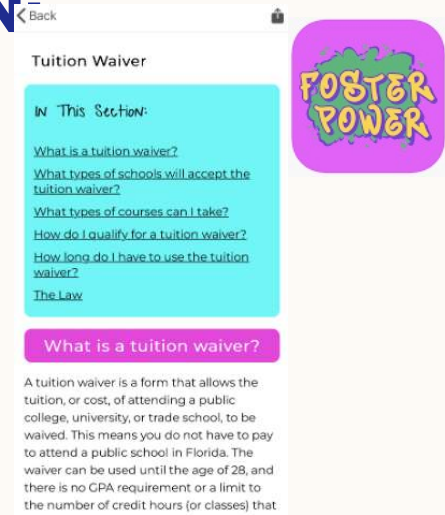 N
Back
Tuition Waiver
IN This Section:
What is a tuition waiver?
What types of schools will accept the
tuition waiver?
What types of courses can I take?
How do I qualify for a tuition waiver?
How long do I have to use the tuition
waiver?
The Law
What is a tuition waiver?
A tuition waiver is a form that allows the
tuition, or cost, of attending a public
college, university, or trade school, to be
waived. This means you do not have to pay
to attend a public school in Florida. The
waiver can be used until the age of 28, and
there is no GPA requirement or a limit to
the number of credit hours (or classes) that
FOSTER
POWER